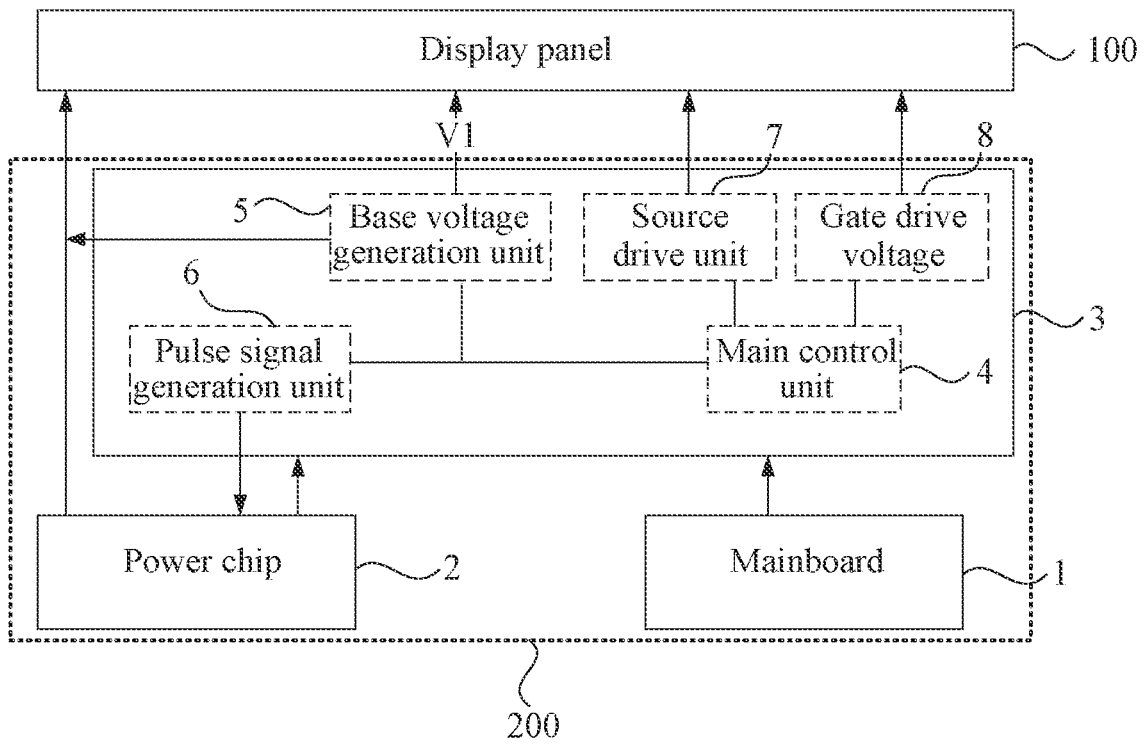 Display panel
100
V1
7
8
5
Base voltage
generation unit
Source
drive unit
Gate drive
voltage
6
3
Pulse signal
generation unit
Main control
unit
4
Power chip
2
Mainboard
1
200